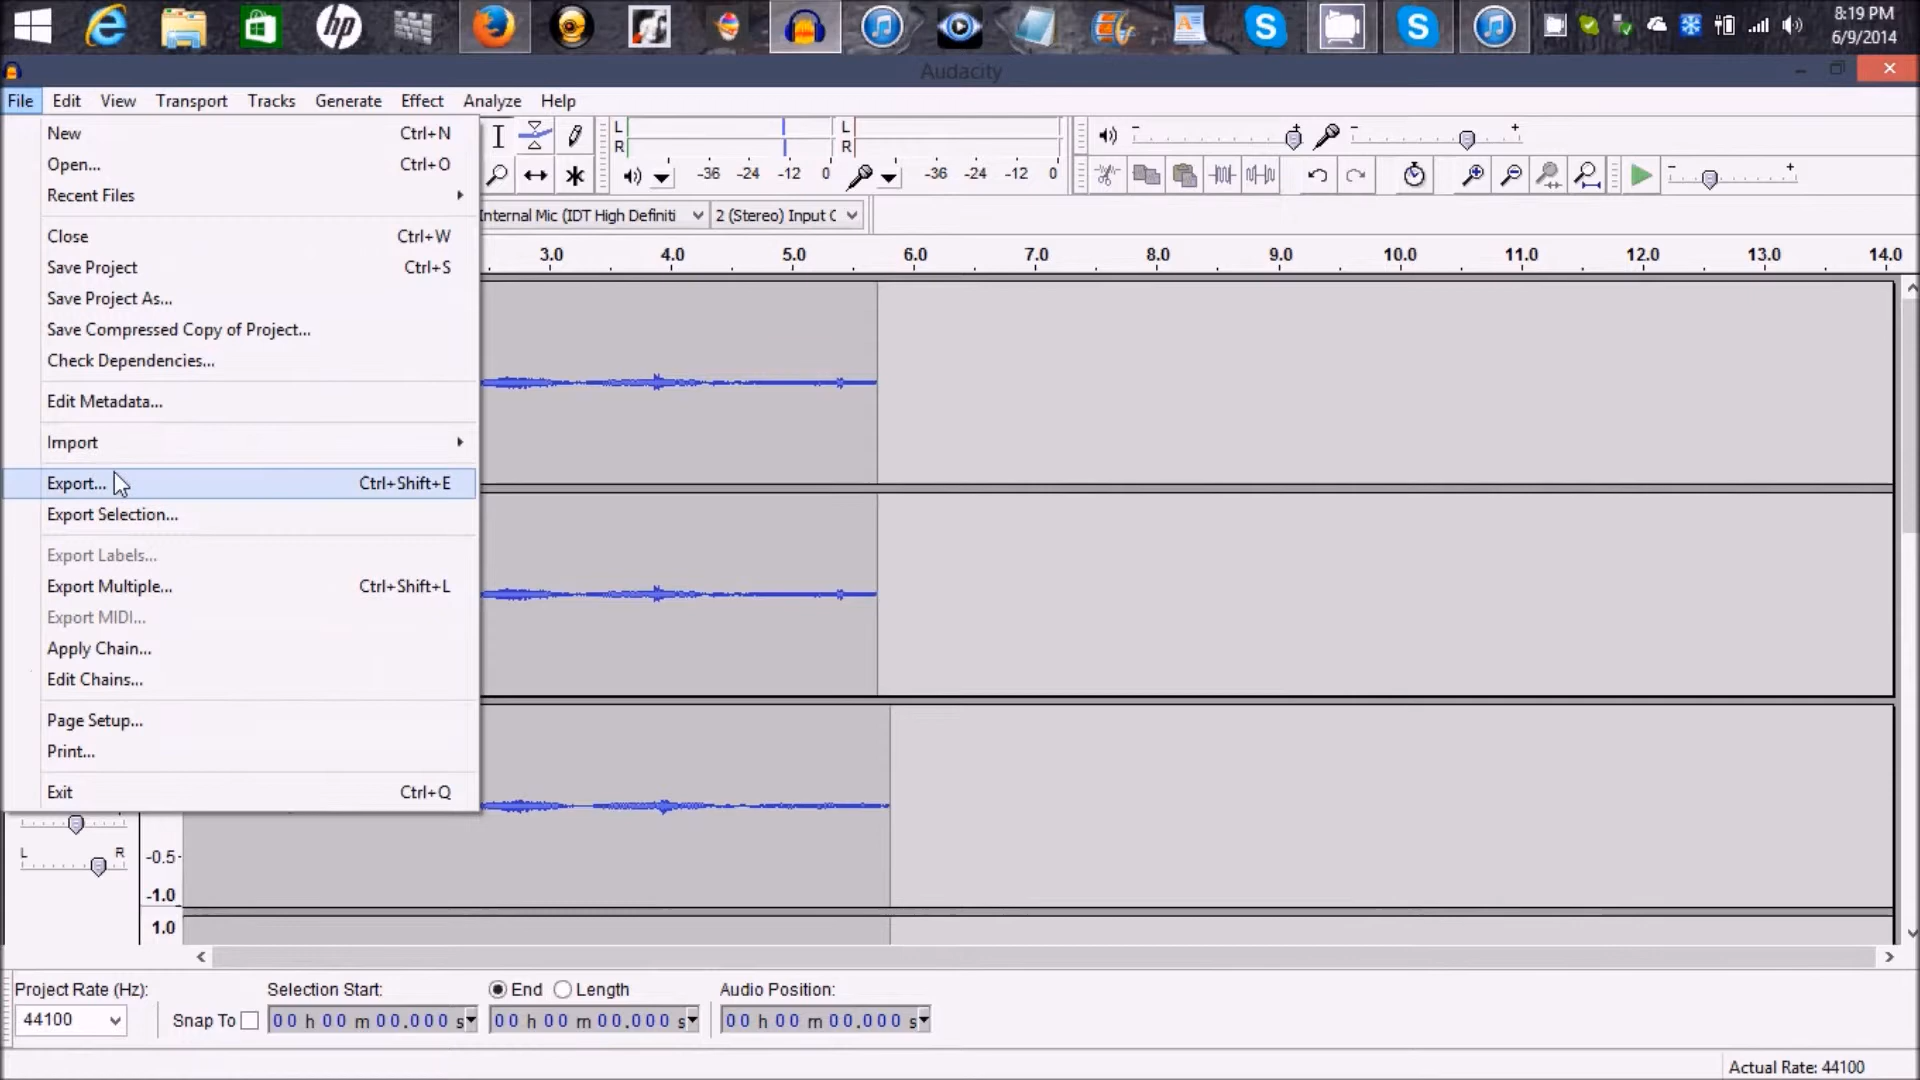 8:19 PM
6/9/2014
Audacity
File Edit View Transport Tracks Generate Effect Analyze Help
New Ctrl+N
Open... Ctrl+O
Recent Files
Close Ctrl+W
Save Project Ctrl+S
Save Project As...
Save Compressed Copy of Project...
Check Dependencies...
Edit Metadata...
Import
Export... Ctrl+Shift+E
Export Selection...
Export Labels...
Export Multiple... Ctrl+Shift+L
Export MIDI...
Apply Chain...
Edit Chains...
Page Setup...
Print...
Exit Ctrl+Q
L
R
-36 -24 -12 0
L
R
-36 -24 -12 0
- +
- +
- +
Internal Mic (IDT High Definiti 2 (Stereo) Input C
3.0 4.0 5.0 6.0 7.0 8.0 9.0 10.0 11.0 12.0 13.0 14.0
L R
-0.5
-1.0
1.0
Project Rate (Hz): Selection Start: End Length Audio Position:
44100 Snap To 00 h 00 m 00.000 s 00 h 00 m 00.000 s 00 h 00 m 00.000 s
Actual Rate: 44100